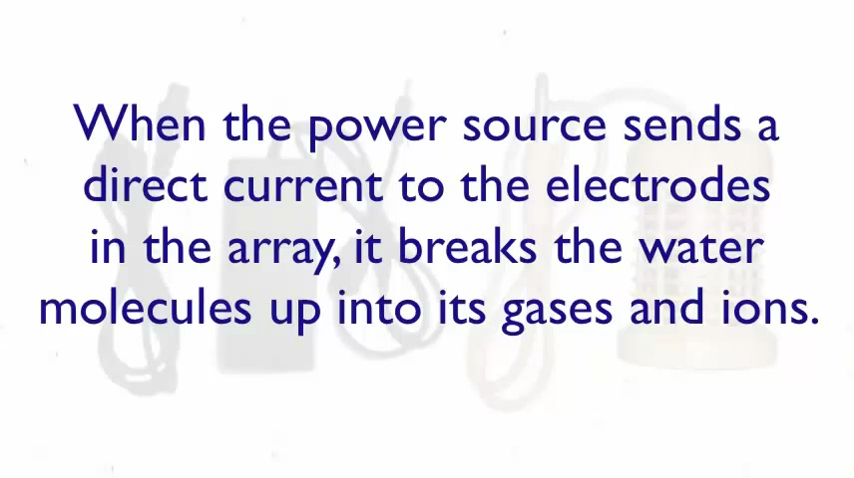 When the power source sends a
direct current to the electrodes
in the array, it breaks the water
molecules up into its gases and ions.